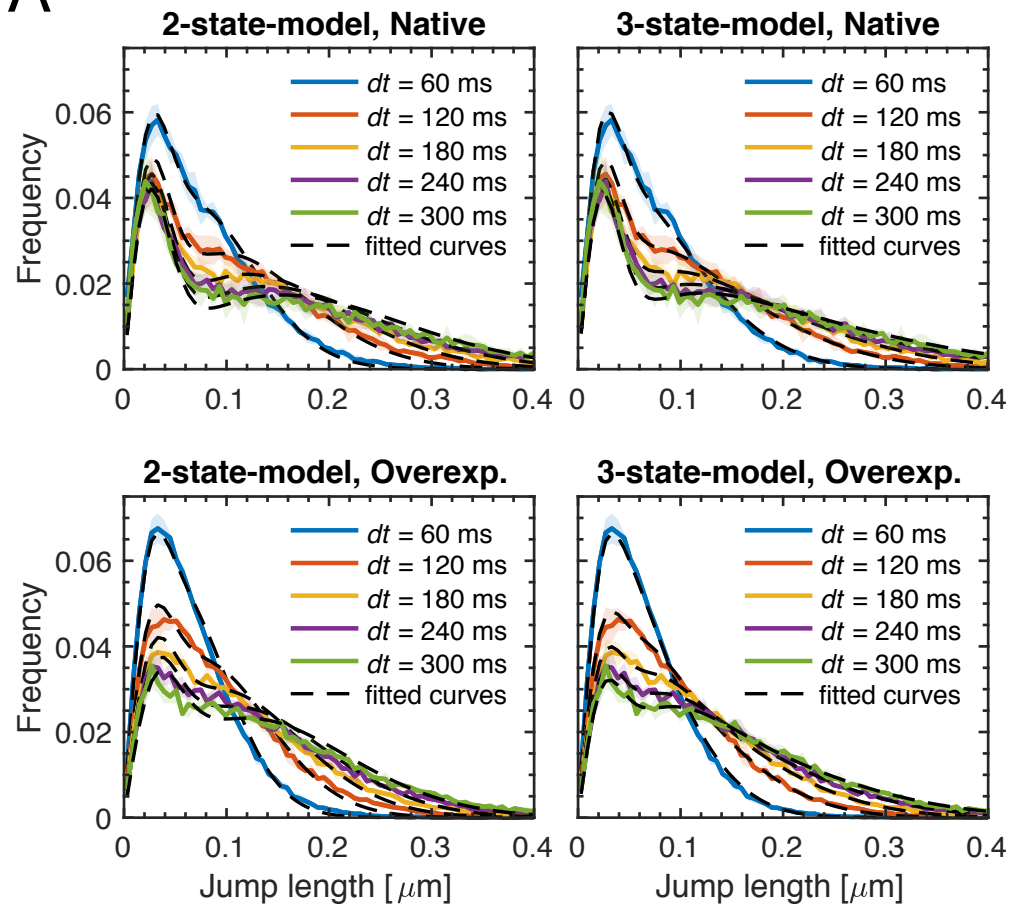 A
2-state-model, Native
3-state-model, Native
Frequency
0.06
0.04
0.02
0
dt = 60 ms
dt = 120 ms
dt = 180 ms
dt = 240 ms
dt = 300 ms
fitted curves
dt = 60 ms
dt = 120 ms
dt = 180 ms
dt = 240 ms
dt = 300 ms
fitted curves
0 0.1 0.2 0.3 0.4
0 0.1 0.2 0.3 0.4
2-state-model, Overexp.
3-state-model, Overexp.
Frequency
0.06
0.04
0.02
0
dt = 60 ms
dt = 120 ms
dt = 180 ms
dt = 240 ms
dt = 300 ms
fitted curves
dt = 60 ms
dt = 120 ms
dt = 180 ms
dt = 240 ms
dt = 300 ms
fitted curves
0 0.1 0.2 0.3 0.4
0 0.1 0.2 0.3 0.4
Jump length [μm]
Jump length [μm]